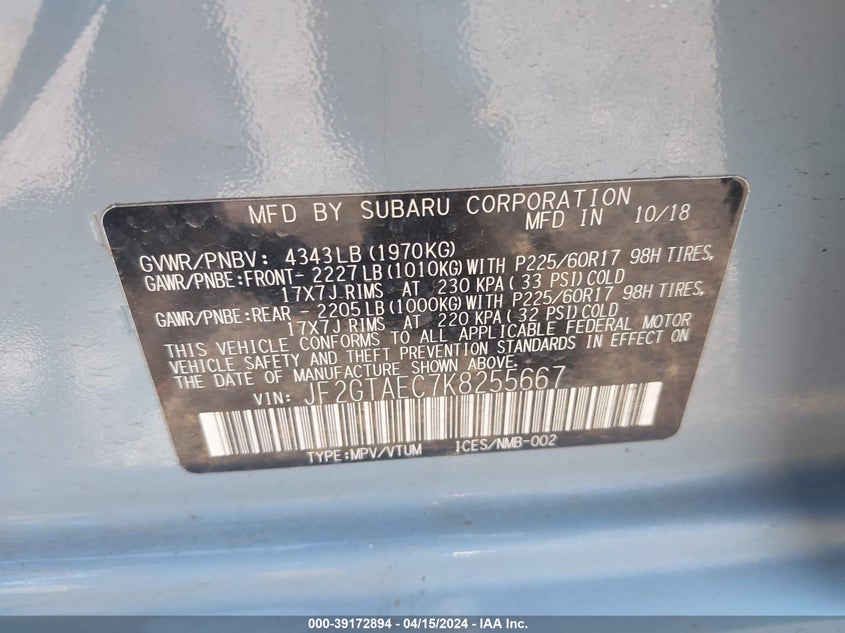 MFD BY SUBARU CORPORATION
MFD IN 10/18
GVWR/PNBV: 4343LB (1970KG)
GAWR/PNBE:FRONT- 2227LB (1010KG) WITH P225/60R17 98H TIRES,
17X7J RIMS AT 230 KPA ( 33 PSI) COLD
GAWR/PNBE:REAR - 2205LB (1000KG) WITH P225/60R17 98H TIRES,
17X7J RIMS AT 220 KPA ( 32 PSI) COLD
THIS VEHICLE CONFORMS TO ALL APPLICABLE FEDERAL MOTOR
VEHICLE SAFETY AND THEFT PREVENTION STANDARDS IN EFFECT ON
THE DATE OF MANUFACTURE SHOWN ABOVE.
VIN: JF2GTAEC7K8255667
TYPE:MPV/VTUM ICES/NMB-002
000-39172894 - 04/15/2024 - IAA Inc.